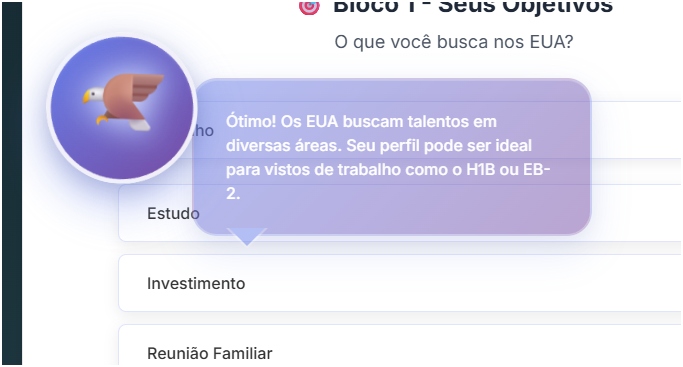 Bloco 1 - Seus Objetivos
O que você busca nos EUA?
Ótimo! Os EUA buscam talentos em
diversas áreas. Seu perfil pode ser ideal
para vistos de trabalho como o H1B ou EB-
2.
Estudo
Investimento
Reunião Familiar